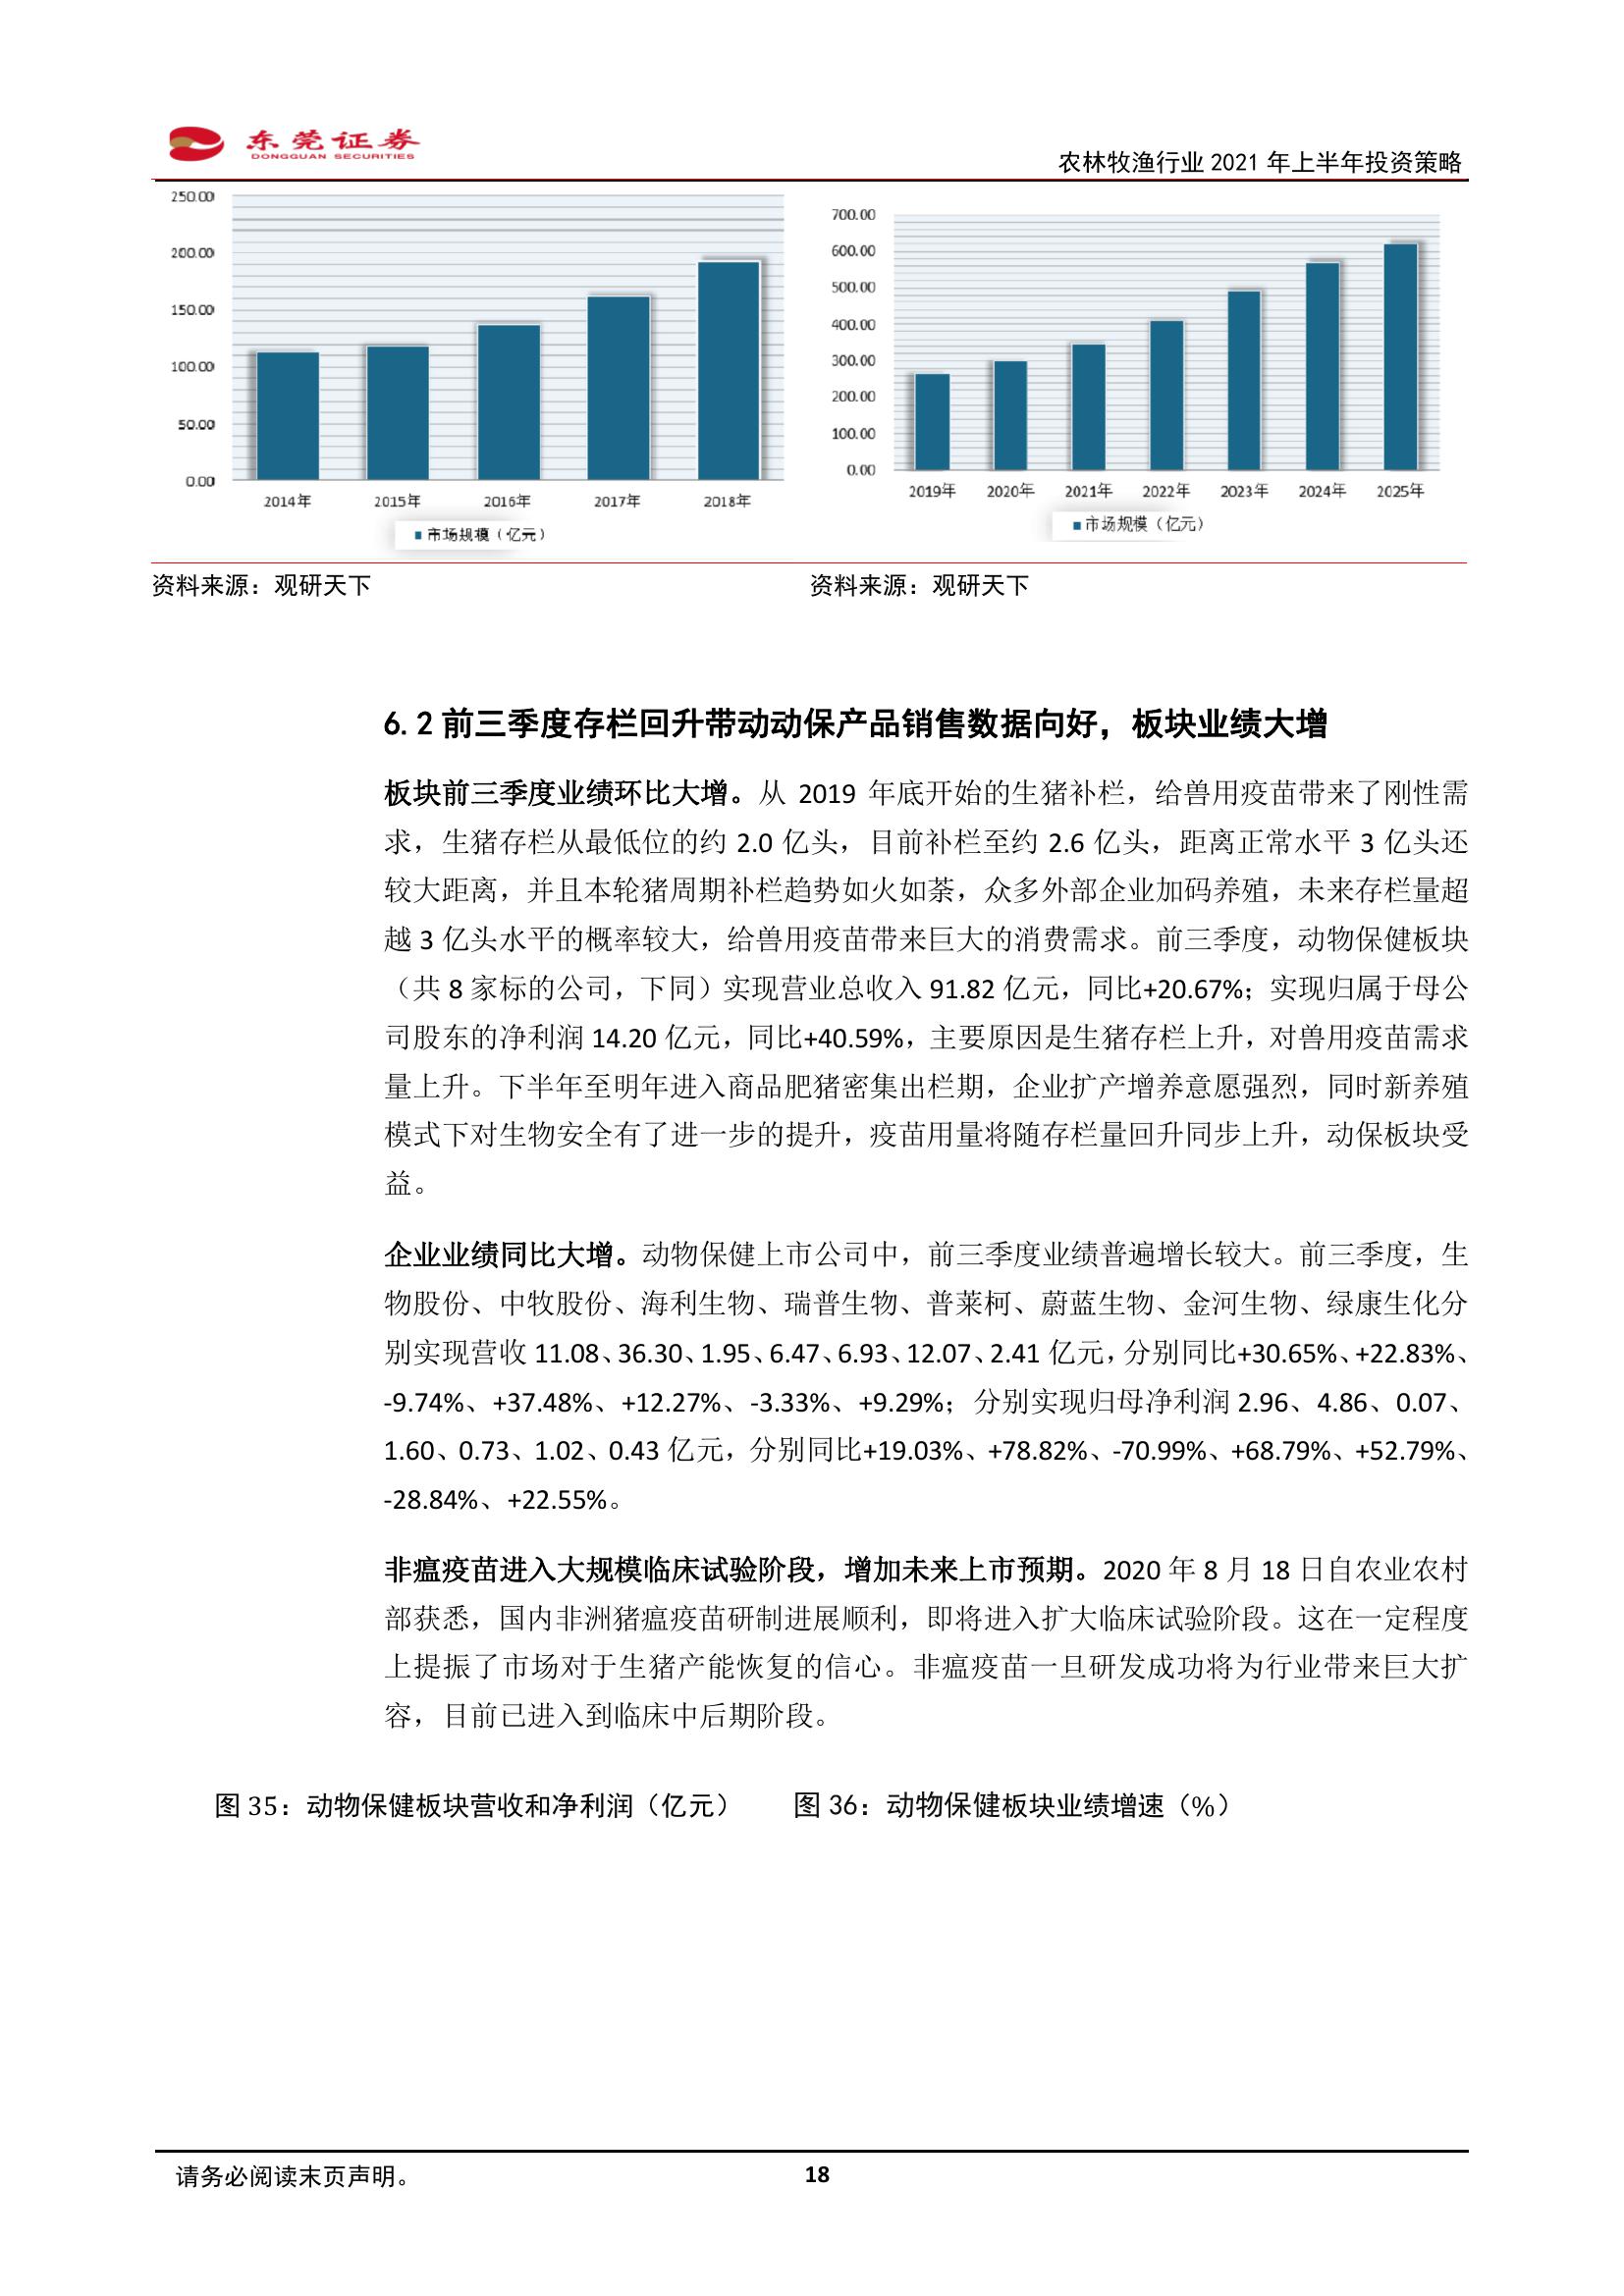 东莞证券
DONGGUAN SECURITIES
农林牧渔行业 2021 年上半年投资策略
250.00
200.00
150.00
100.00
50.00
0.00
2014年 2015年 2016年 2017年 2018年
市场规模（亿元）
700.00
600.00
500.00
400.00
300.00
200.00
100.00
0.00
2019年 2020年 2021年 2022年 2023年 2024年 2025年
市场规模（亿元）
资料来源：观研天下
资料来源：观研天下
6.2 前三季度存栏回升带动动保产品销售数据向好，板块业绩大增
板块前三季度业绩环比大增。从 2019 年底开始的生猪补栏，给兽用疫苗带来了刚性需
求，生猪存栏从最低位的约 2.0 亿头，目前补栏至约 2.6 亿头，距离正常水平 3 亿头还
较大距离，并且本轮猪周期补栏趋势如火如荼，众多外部企业加码养殖，未来存栏量超
越 3 亿头水平的概率较大，给兽用疫苗带来巨大的消费需求。前三季度，动物保健板块
（共 8 家标的公司，下同）实现营业总收入 91.82 亿元，同比+20.67%；实现归属于母公
司股东的净利润 14.20 亿元，同比+40.59%，主要原因是生猪存栏上升，对兽用疫苗需求
量上升。下半年至明年进入商品肥猪密集出栏期，企业扩产增养意愿强烈，同时新养殖
模式下对生物安全有了进一步的提升，疫苗用量将随存栏量回升同步上升，动保板块受
益。
企业业绩同比大增。动物保健上市公司中，前三季度业绩普遍增长较大。前三季度，生
物股份、中牧股份、海利生物、瑞普生物、普莱柯、蔚蓝生物、金河生物、绿康生化分
别实现营收 11.08、36.30、1.95、6.47、6.93、12.07、2.41 亿元，分别同比+30.65%、+22.83%、
-9.74%、+37.48%、+12.27%、-3.33%、+9.29%；分别实现归母净利润 2.96、4.86、0.07、
1.60、0.73、1.02、0.43 亿元，分别同比+19.03%、+78.82%、-70.99%、+68.79%、+52.79%、
-28.84%、+22.55%。
非瘟疫苗进入大规模临床试验阶段，增加未来上市预期。2020 年 8 月 18 日自农业农村
部获悉，国内非洲猪瘟疫苗研制进展顺利，即将进入扩大临床试验阶段。这在一定程度
上提振了市场对于生猪产能恢复的信心。非瘟疫苗一旦研发成功将为行业带来巨大扩
容，目前已进入到临床中后期阶段。
图 35：动物保健板块营收和净利润（亿元）
图 36：动物保健板块业绩增速（%）
请务必阅读末页声明。
18